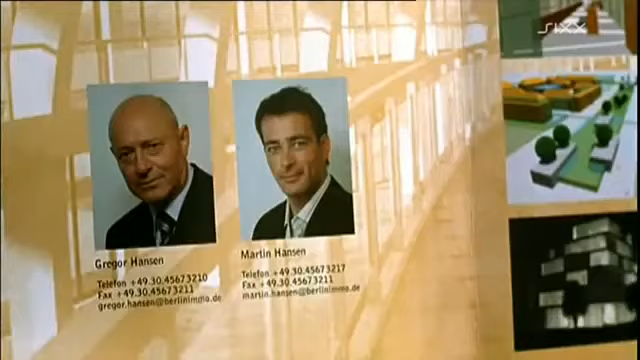 sixx
Gregor Hansen
Telefon +49.30.45673210
Fax +49.30.45673211
gregor.hansen@berlinimmo.de
Martin Hansen
Telefon +49.30.45673217
Fax +49.30.45673211
martin.hansen@berlinimmo.de